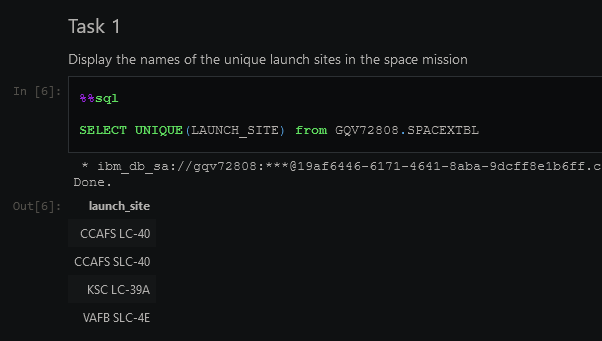 Task 1
Display the names of the unique launch sites in the space mission
In [6]:
%%sql
SELECT UNIQUE(LAUNCH_SITE) from GQV72808.SPACEXTBL
* ibm_db_sa://gqv72808:***@19af6446-6171-4641-8aba-9dcff8e1b6ff.c
Done.
Out[6]:
launch_site
CCAFS LC-40
CCAFS SLC-40
KSC LC-39A
VAFB SLC-4E